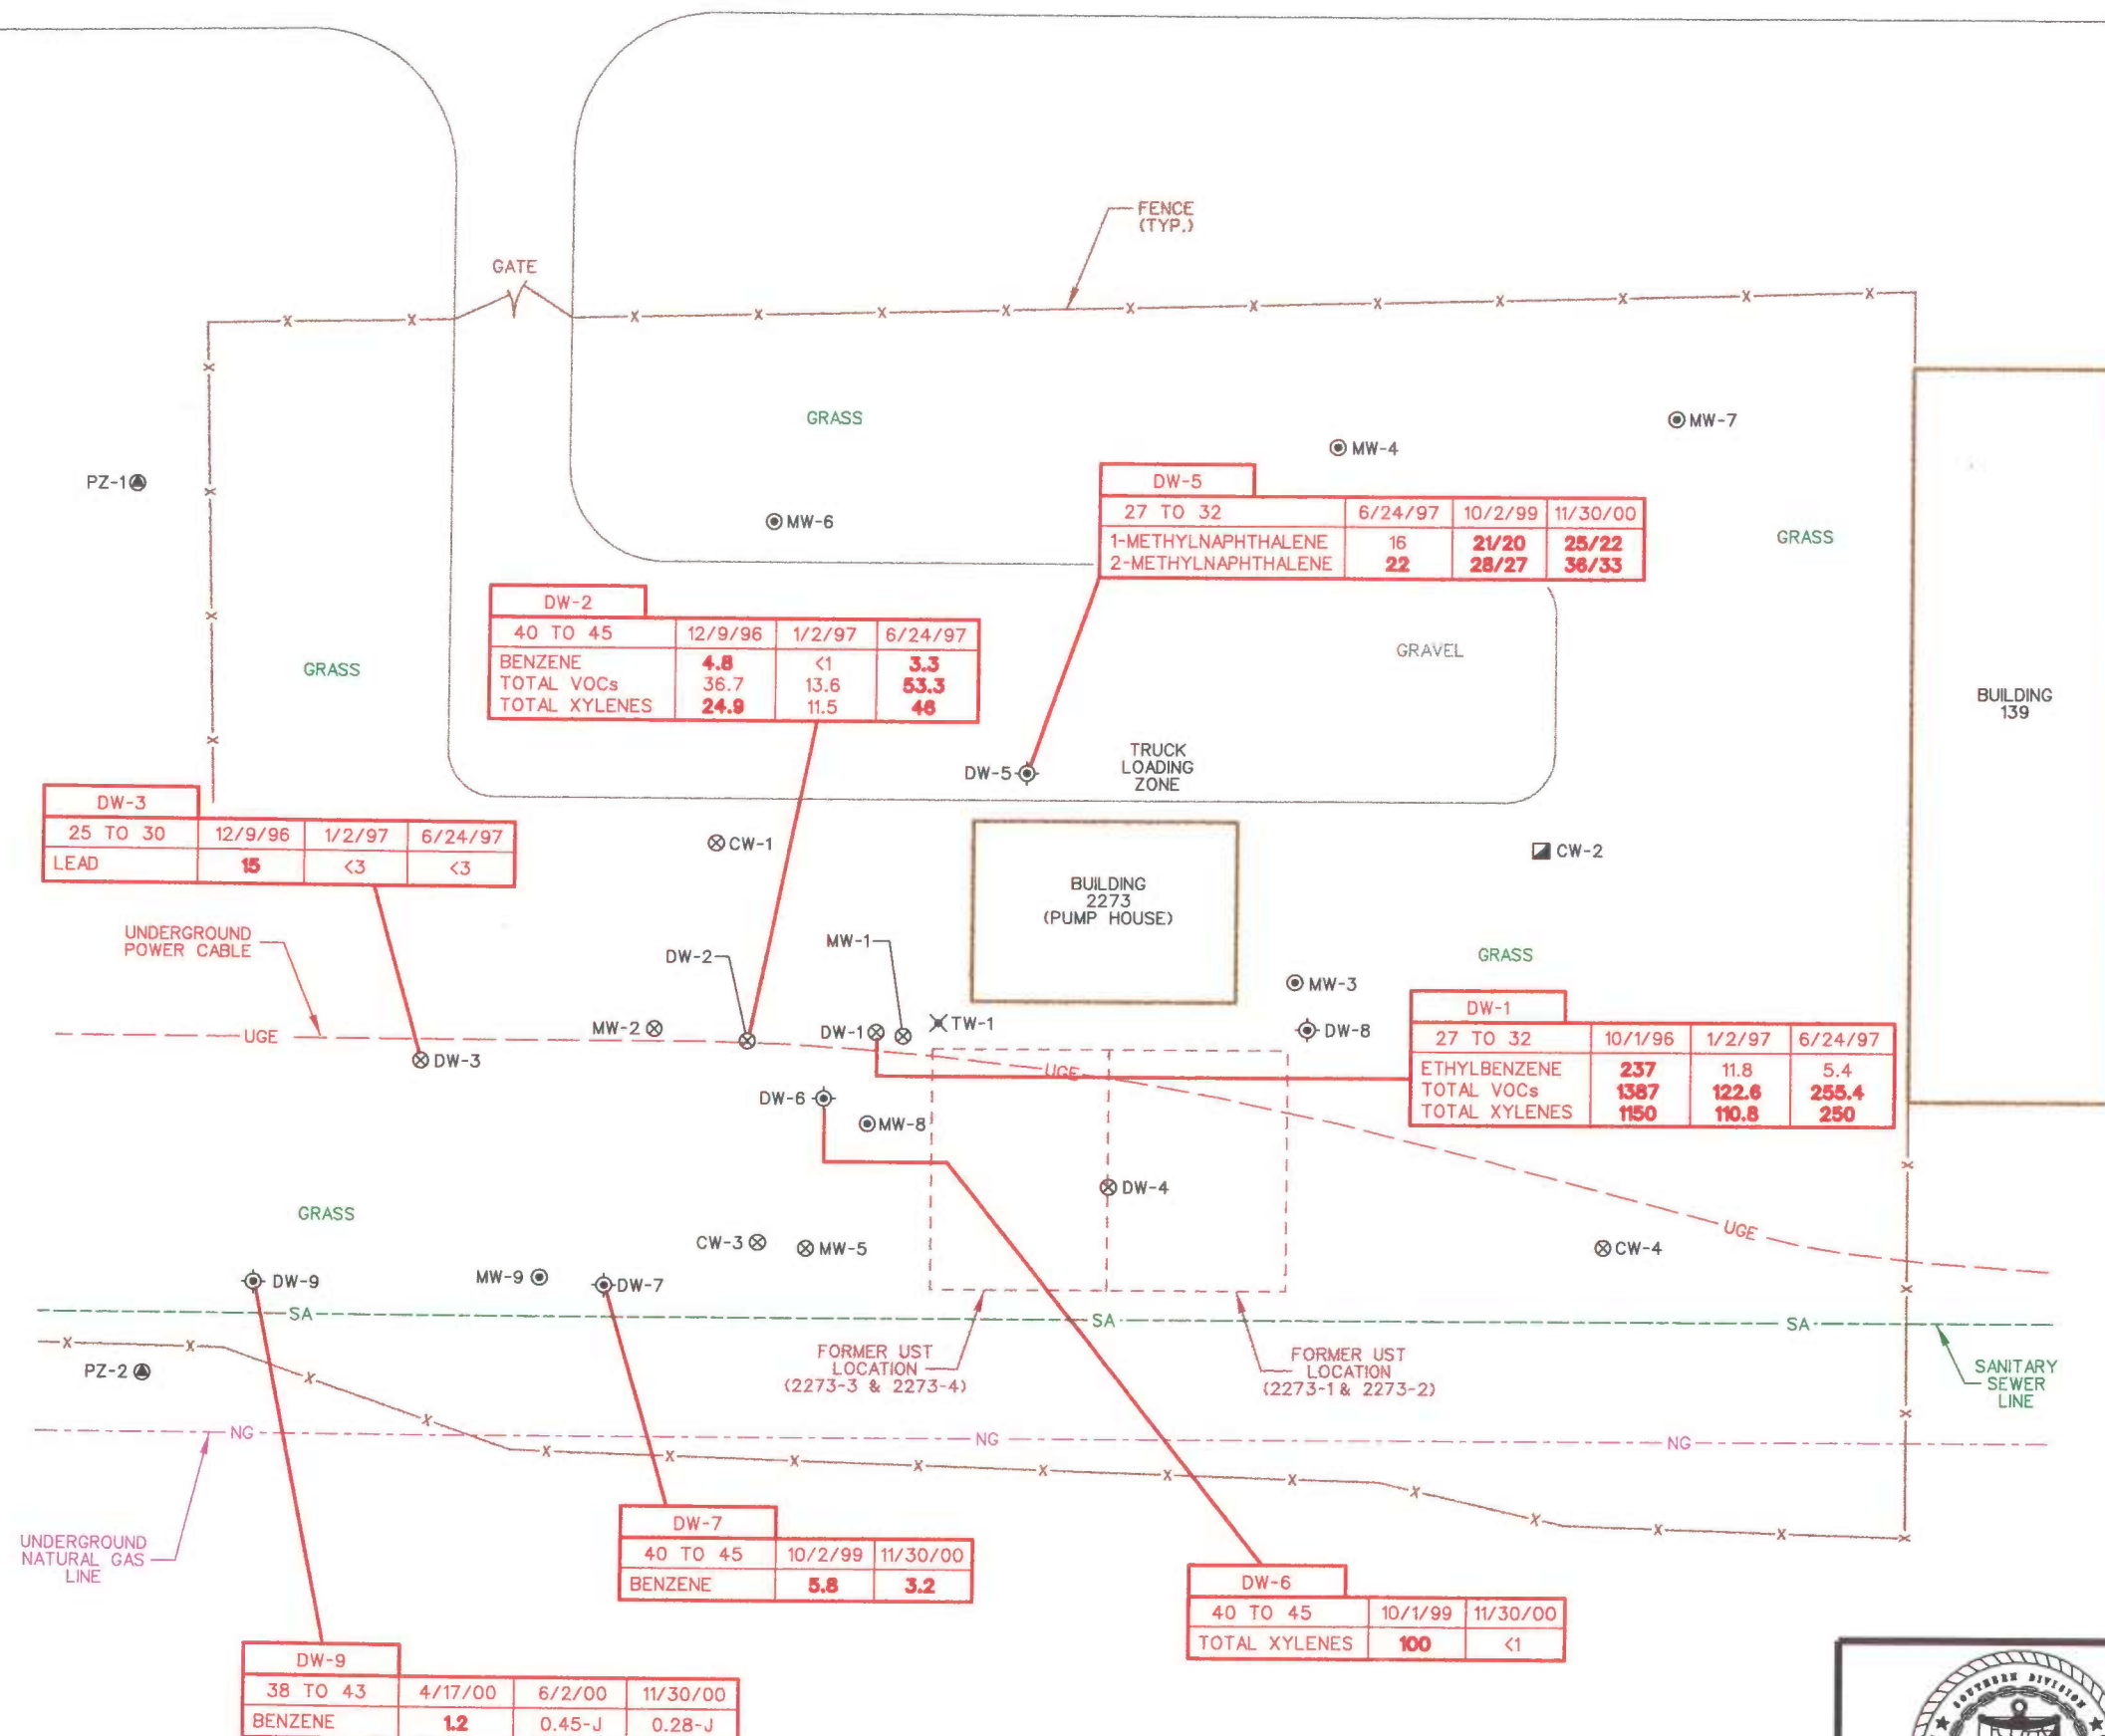 FENCE
(TYP.)
GATE
GRASS
MW-7
MW-4
PZ-1
MW-6
DW-5
27 TO 32 6/24/97 10/2/99 11/30/00
1-METHYLNAPHTHALENE 16 21/20 25/22
2-METHYLNAPHTHALENE 22 28/27 36/33
GRASS
DW-2
40 TO 45 12/9/96 1/2/97 6/24/97
BENZENE 4.8 <1 3.3
TOTAL VOCs 36.7 13.6 53.3
TOTAL XYLENES 24.9 11.5 46
GRAVEL
GRASS
BUILDING
139
TRUCK
LOADING
ZONE
DW-5
DW-3
25 TO 30 12/9/96 1/2/97 6/24/97
LEAD 15 <3 <3
CW-1
CW-2
BUILDING
2273
(PUMP HOUSE)
UNDERGROUND
POWER CABLE
DW-2
MW-1
GRASS
MW-3
DW-1
27 TO 32 10/1/96 1/2/97 6/24/97
ETHYLBENZENE 237 11.8 5.4
TOTAL VOCs 1387 122.6 255.4
TOTAL XYLENES 1150 110.8 250
UGE
MW-2
DW-1
TW-1
DW-8
DW-3
UGE
DW-6
MW-8
DW-4
GRASS
CW-3
MW-5
UGE
CW-4
DW-9
MW-9
DW-7
SA
SA
SA
PZ-2
FORMER UST
LOCATION
(2273-3 & 2273-4)
FORMER UST
LOCATION
(2273-1 & 2273-2)
SANITARY
SEWER
LINE
NG
NG
NG
UNDERGROUND
NATURAL GAS
LINE
DW-7
40 TO 45 10/2/99 11/30/00
BENZENE 5.8 3.2
DW-6
40 TO 45 10/1/99 11/30/00
TOTAL XYLENES 100 <1
DW-9
38 TO 43 4/17/00 6/2/00 11/30/00
BENZENE 1.2 0.45-J 0.28-J
SOUTHERN DIVISION